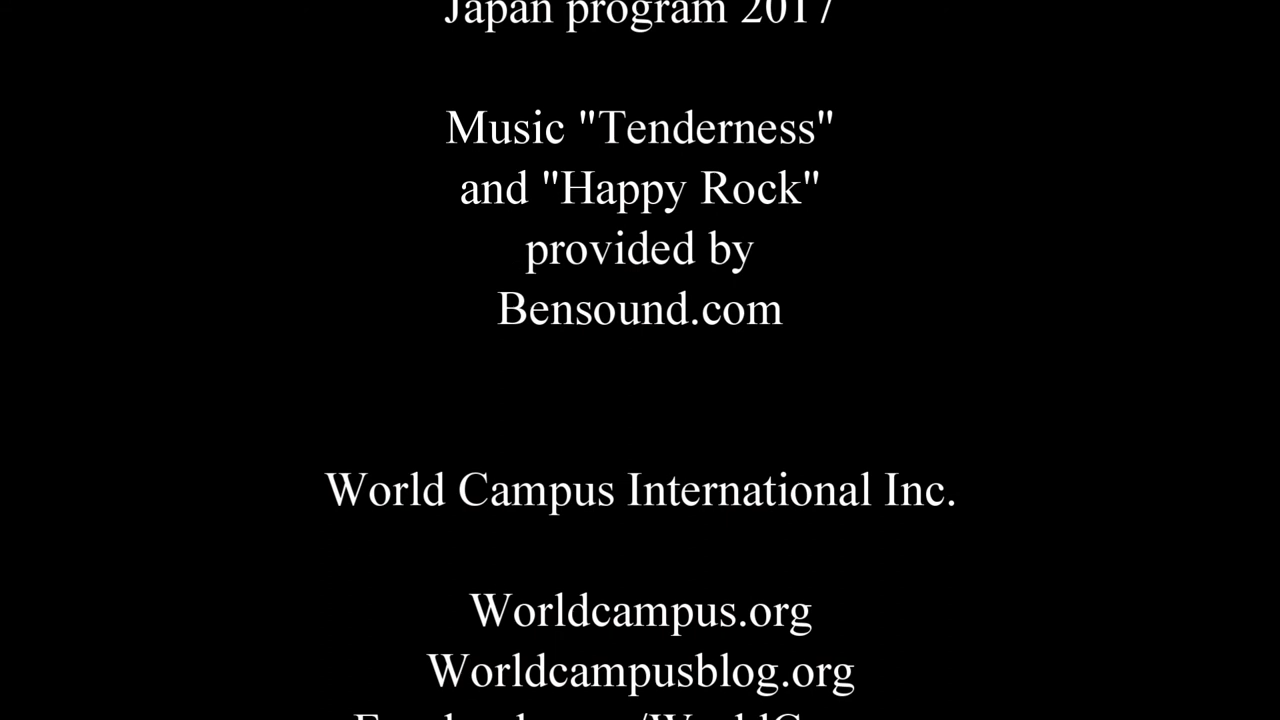 Japan program 2017
Music "Tenderness"
and "Happy Rock"
provided by
Bensound.com
World Campus International Inc.
Worldcampus.org
Worldcampusblog.org